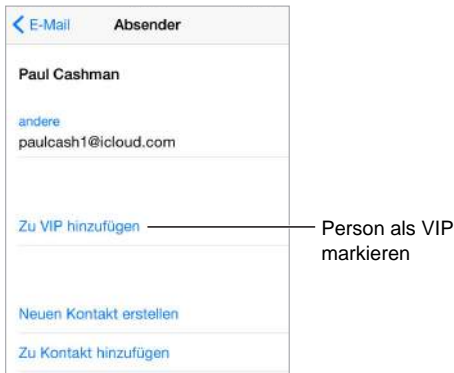 E-Mail Absender
Paul Cashman
andere
paulcash1@icloud.com
Zu VIP hinzufügen
Person als VIP
markieren
Neuen Kontakt erstellen
Zu Kontakt hinzufügen